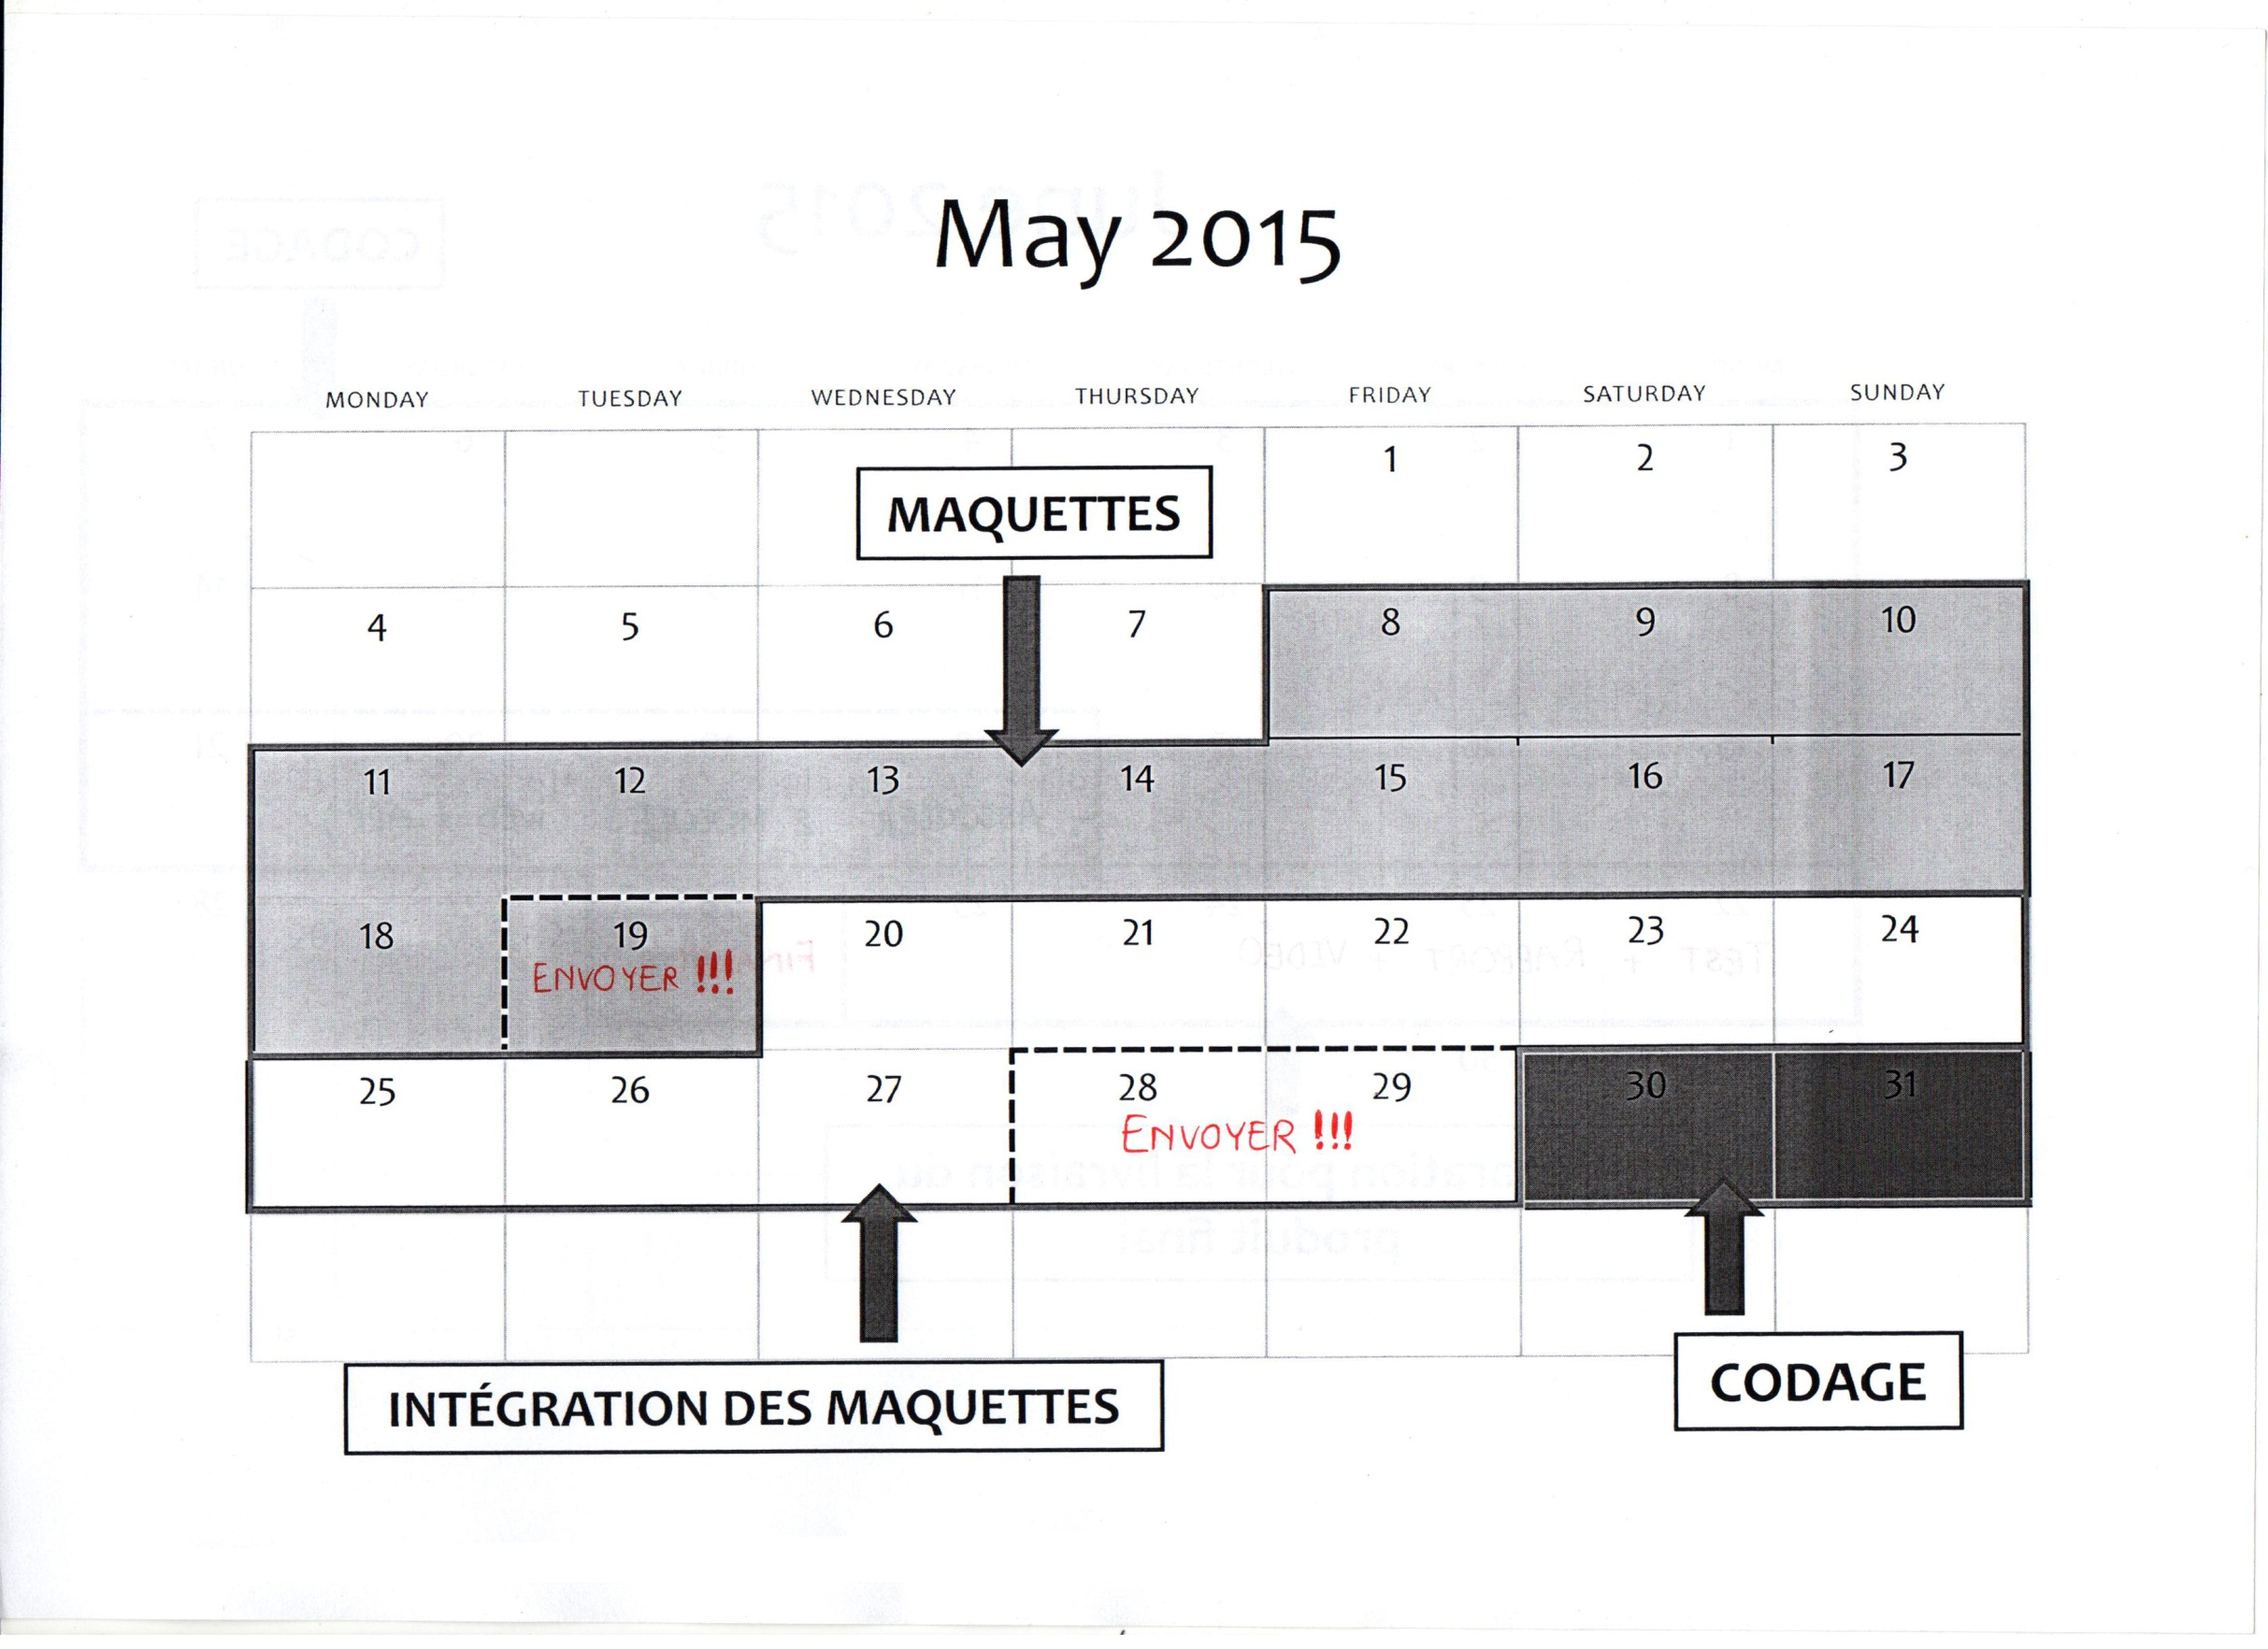 May 2015
MONDAY TUESDAY WEDNESDAY THURSDAY FRIDAY SATURDAY SUNDAY
1 2 3
MAQUETTES
4 5 6 7 8 9 10
11 12 13 14 15 16 17
18 19 20 21 22 23 24
ENVOYER !!!
25 26 27 28 29 30 31
ENVOYER !!!
INTÉGRATION DES MAQUETTES
CODAGE